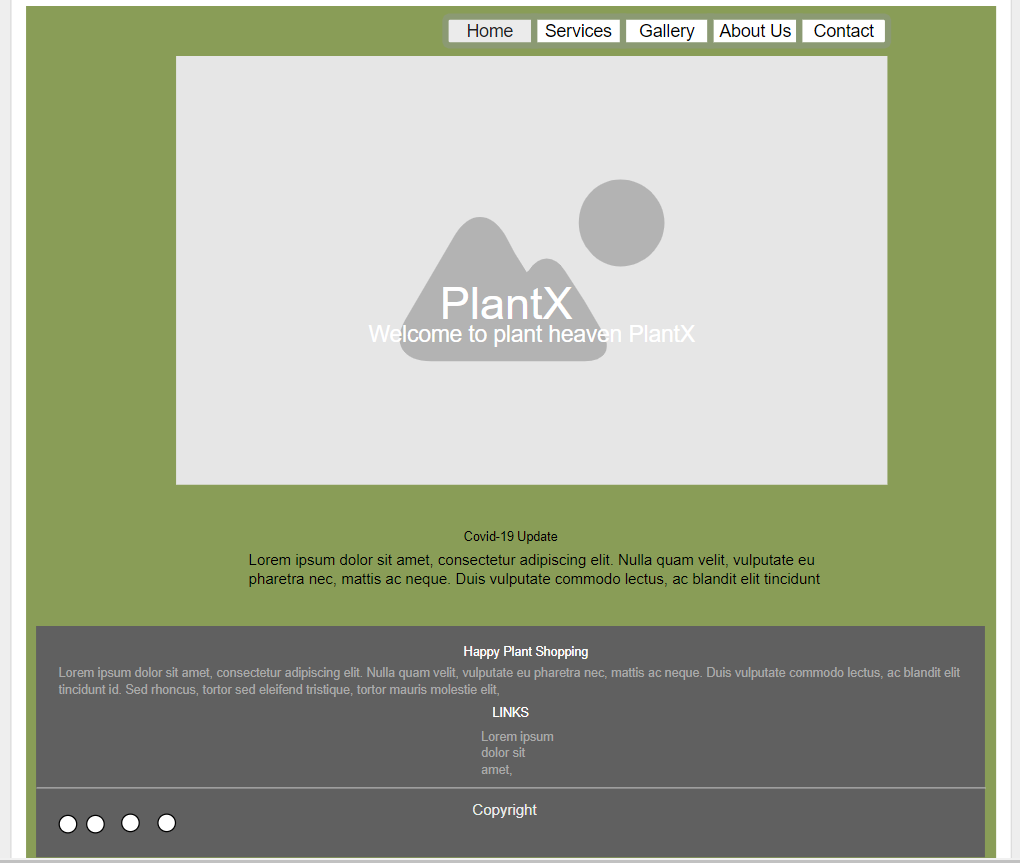 Home Services Gallery About Us Contact
PlantX
Welcome to plant heaven PlantX
Covid-19 Update
Lorem ipsum dolor sit amet, consectetur adipiscing elit. Nulla quam velit, vulputate eu
pharetra nec, mattis ac neque. Duis vulputate commodo lectus, ac blandit elit tincidunt
Happy Plant Shopping
Lorem ipsum dolor sit amet, consectetur adipiscing elit. Nulla quam velit, vulputate eu pharetra nec, mattis ac neque. Duis vulputate commodo lectus, ac blandit elit
tincidunt id. Sed rhoncus, tortor sed eleifend tristique, tortor mauris molestie elit,
LINKS
Lorem ipsum
dolor sit
amet,
Copyright